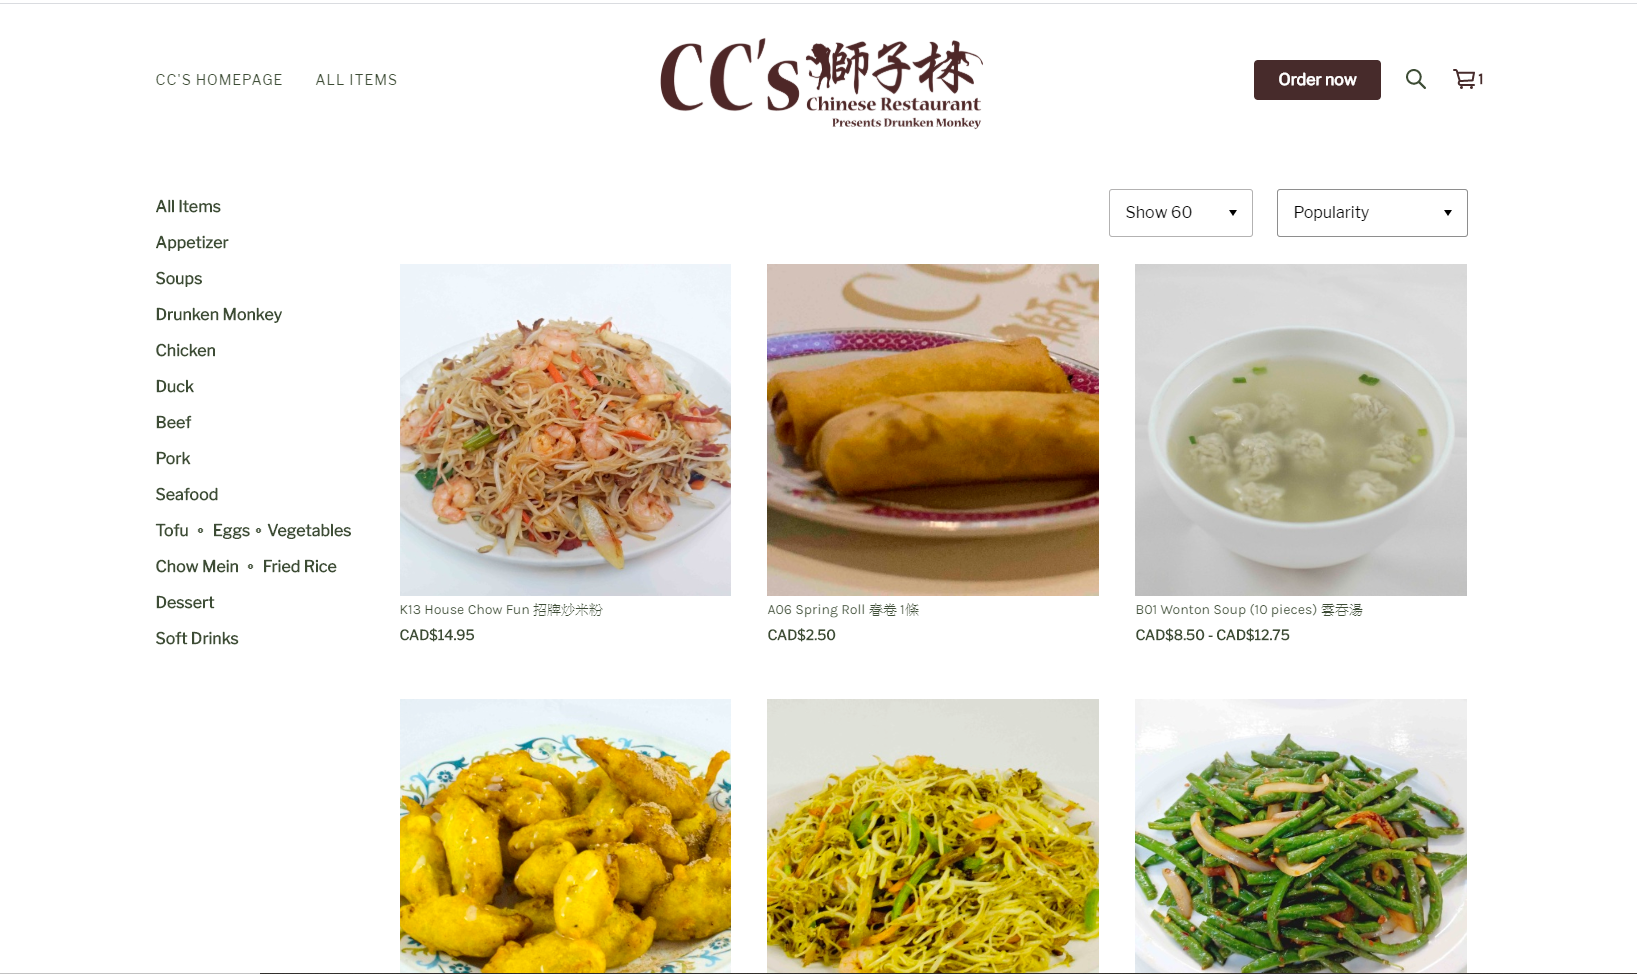 CC'S HOMEPAGE
ALL ITEMS
CC's 獅子林
Chinese Restaurant
Presents Drunken Monkey
Order now
1
Show 60
Popularity
All Items
Appetizer
Soups
Drunken Monkey
Chicken
Duck
Beef
Pork
Seafood
Tofu ⚬ Eggs ⚬ Vegetables
Chow Mein ⚬ Fried Rice
Dessert
Soft Drinks
K13 House Chow Fun 招牌炒米粉
CAD$14.95
A06 Spring Roll 春卷 1條
CAD$2.50
B01 Wonton Soup (10 pieces) 雲吞湯
CAD$8.50 - CAD$12.75